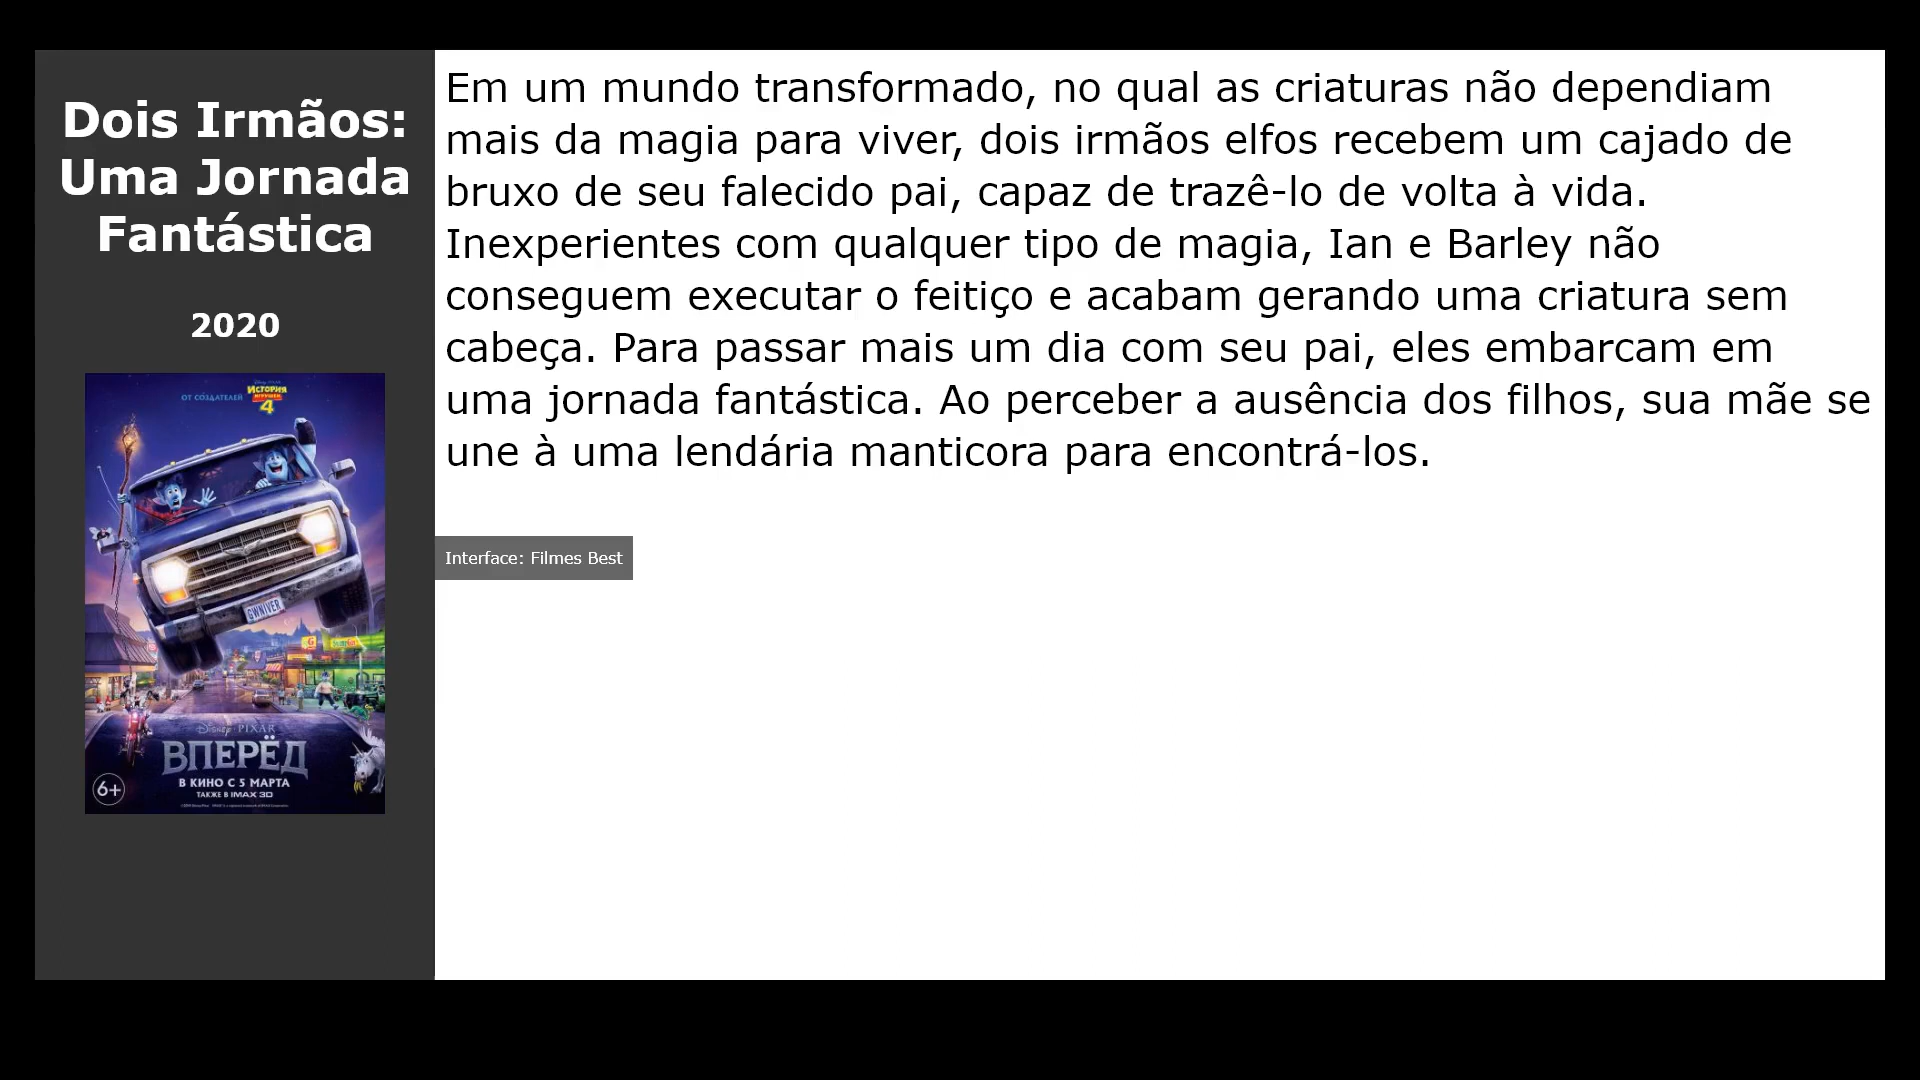 Dois Irmãos:
Uma Jornada
Fantástica
2020
ОТ СОЗДАТЕЛЕЙ
ИСТОРИЯ
ИГРУШЕК
4
GWNIVER
Disney PIXAR
ВПЕРЁД
В КИНО С 5 МАРТА
ТАКЖЕ В IMAX 3D
6+
Em um mundo transformado, no qual as criaturas não dependiam
mais da magia para viver, dois irmãos elfos recebem um cajado de
bruxo de seu falecido pai, capaz de trazê-lo de volta à vida.
Inexperientes com qualquer tipo de magia, Ian e Barley não
conseguem executar o feitiço e acabam gerando uma criatura sem
cabeça. Para passar mais um dia com seu pai, eles embarcam em
uma jornada fantástica. Ao perceber a ausência dos filhos, sua mãe se
une à uma lendária manticora para encontrá-los.
Interface: Filmes Best